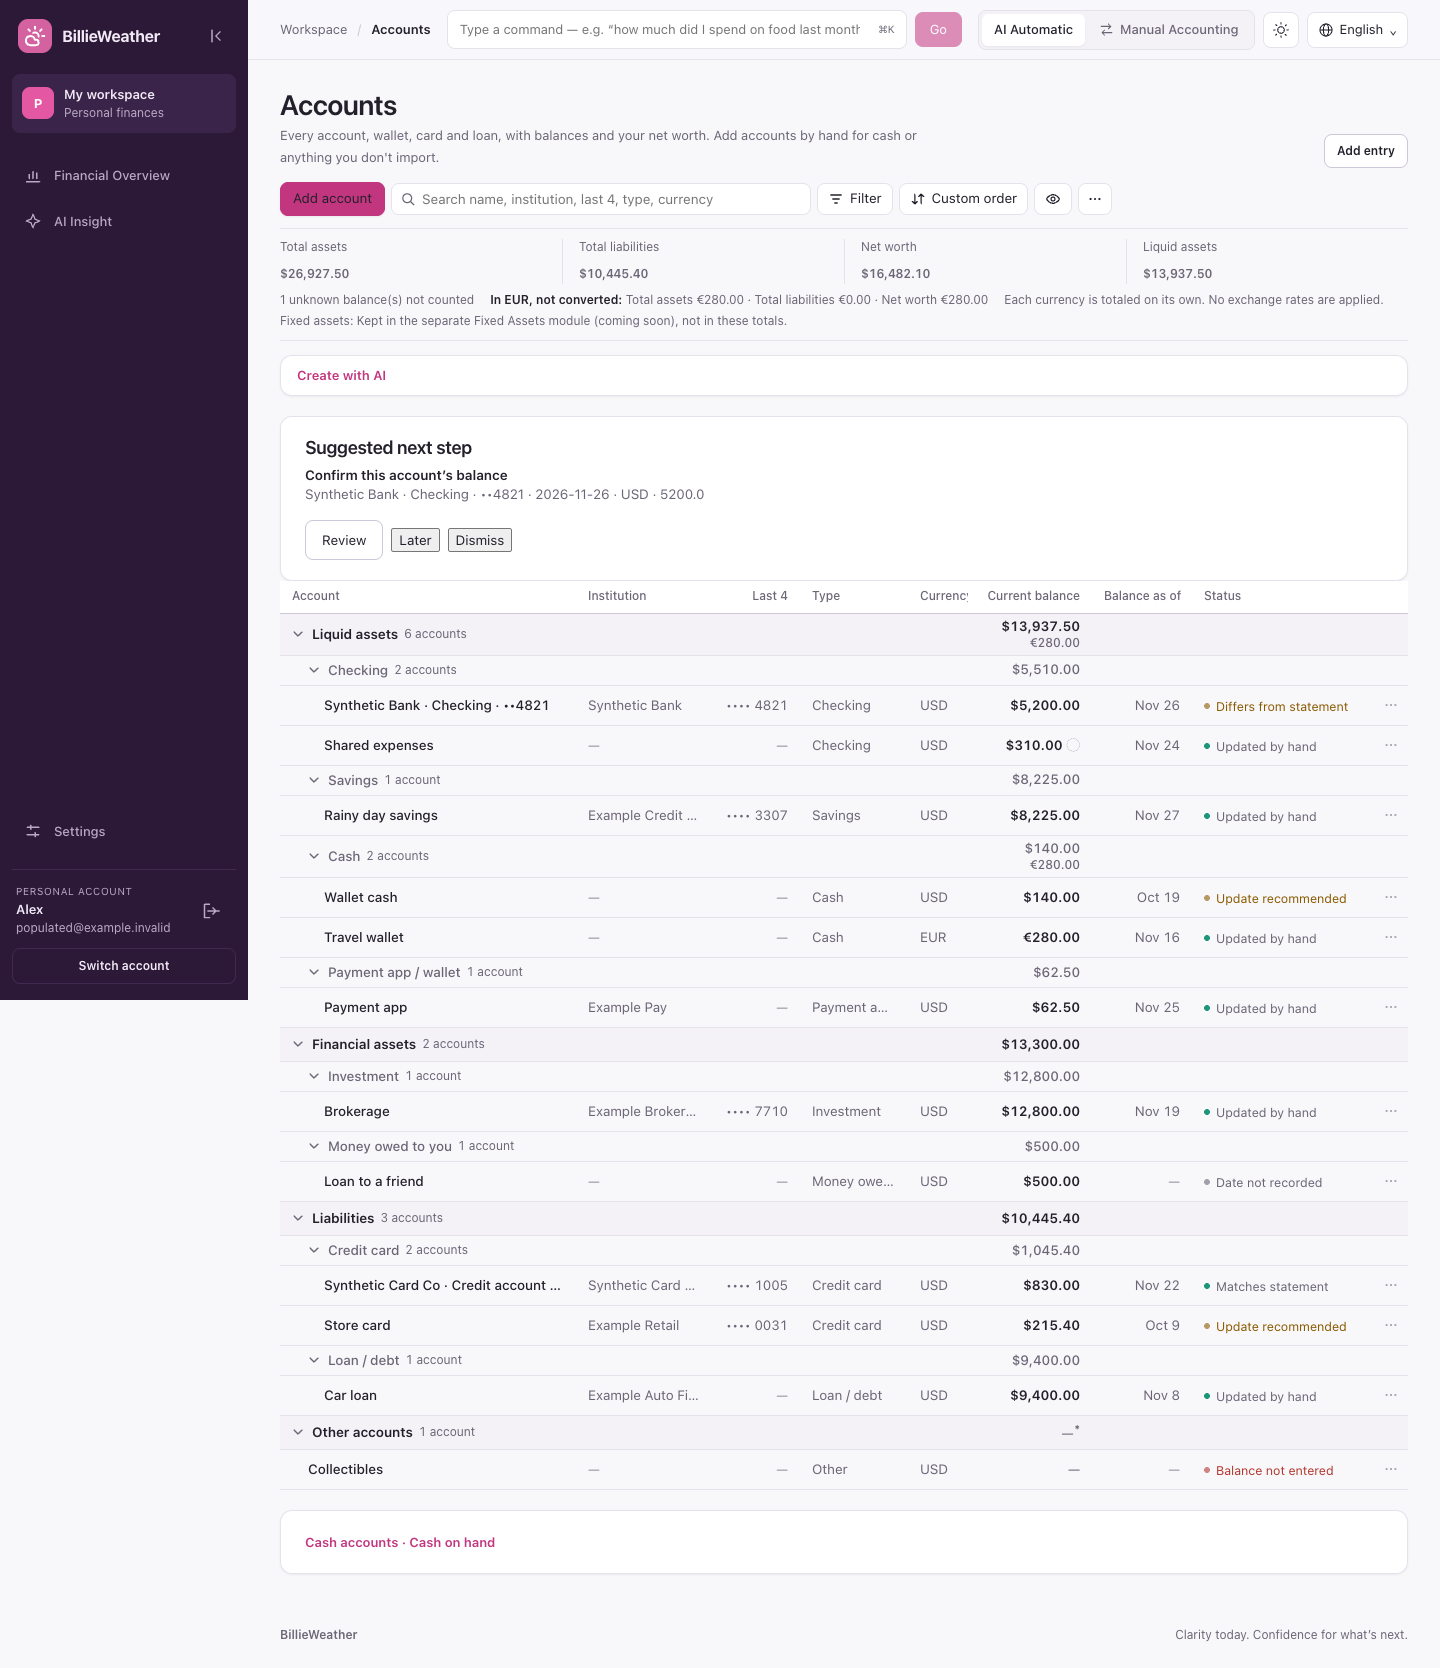 BillieWeather
P
My workspace
Personal finances
Financial Overview
AI Insight
Settings
PERSONAL ACCOUNT
Alex
populated@example.invalid
Switch account
Workspace / Accounts
Type a command — e.g. “how much did I spend on food last month
⌘K
Go
AI Automatic
Manual Accounting
English
Accounts
Every account, wallet, card and loan, with balances and your net worth. Add accounts by hand for cash or
anything you don't import.
Add entry
Add account
Search name, institution, last 4, type, currency
Filter
Custom order
Total assets
$26,927.50
Total liabilities
$10,445.40
Net worth
$16,482.10
Liquid assets
$13,937.50
1 unknown balance(s) not counted In EUR, not converted: Total assets €280.00 · Total liabilities €0.00 · Net worth €280.00 Each currency is totaled on its own. No exchange rates are applied.
Fixed assets: Kept in the separate Fixed Assets module (coming soon), not in these totals.
Create with AI
Suggested next step
Confirm this account’s balance
Synthetic Bank · Checking · ••4821 · 2026-11-26 · USD · 5200.0
Review Later Dismiss
Account Institution Last 4 Type Currency Current balance Balance as of Status
Liquid assets 6 accounts $13,937.50
€280.00
Checking 2 accounts $5,510.00
Synthetic Bank · Checking · ••4821 Synthetic Bank •••• 4821 Checking USD $5,200.00 Nov 26 Differs from statement ···
Shared expenses — — Checking USD $310.00 Nov 24 Updated by hand ···
Savings 1 account $8,225.00
Rainy day savings Example Credit ... •••• 3307 Savings USD $8,225.00 Nov 27 Updated by hand ···
Cash 2 accounts $140.00
€280.00
Wallet cash — — Cash USD $140.00 Oct 19 Update recommended ···
Travel wallet — — Cash EUR €280.00 Nov 16 Updated by hand ···
Payment app / wallet 1 account $62.50
Payment app Example Pay — Payment a... USD $62.50 Nov 25 Updated by hand ···
Financial assets 2 accounts $13,300.00
Investment 1 account $12,800.00
Brokerage Example Broker... •••• 7710 Investment USD $12,800.00 Nov 19 Updated by hand ···
Money owed to you 1 account $500.00
Loan to a friend — — Money owe... USD $500.00 — Date not recorded ···
Liabilities 3 accounts $10,445.40
Credit card 2 accounts $1,045.40
Synthetic Card Co · Credit account ... Synthetic Card ... •••• 1005 Credit card USD $830.00 Nov 22 Matches statement ···
Store card Example Retail •••• 0031 Credit card USD $215.40 Oct 9 Update recommended ···
Loan / debt 1 account $9,400.00
Car loan Example Auto Fi... — Loan / debt USD $9,400.00 Nov 8 Updated by hand ···
Other accounts 1 account —*
Collectibles — — Other USD — — Balance not entered ···
Cash accounts · Cash on hand
BillieWeather
Clarity today. Confidence for what’s next.